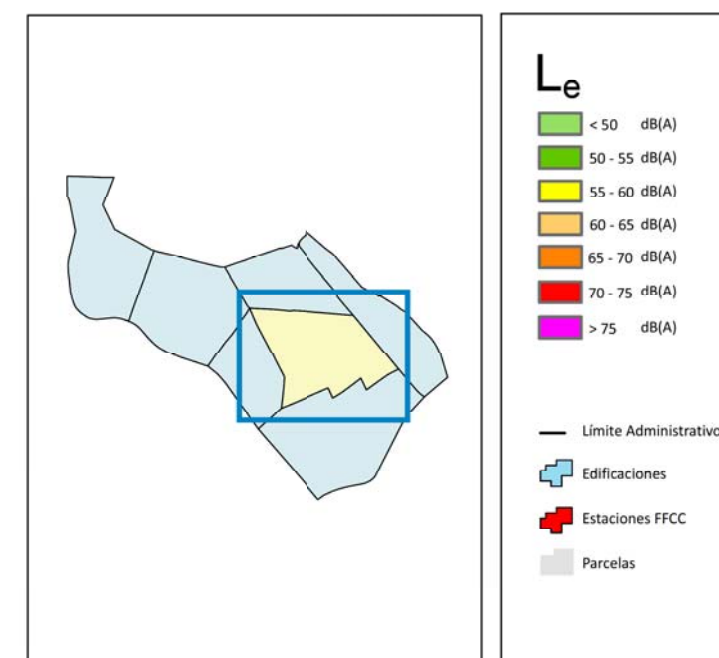 Le
< 50 dB(A)
50 - 55 dB(A)
55 - 60 dB(A)
60 - 65 dB(A)
65 - 70 dB(A)
70 - 75 dB(A)
> 75 dB(A)
Límite Administrativo
Edificaciones
Estaciones FFCC
Parcelas